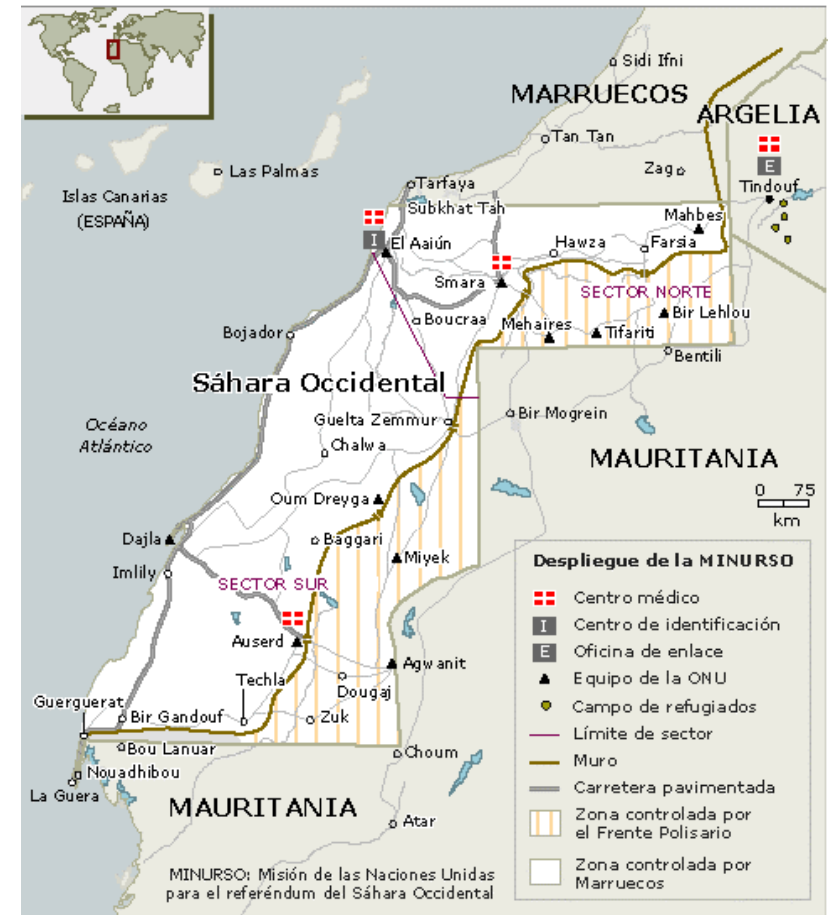 Sidi Ifni
MARRUECOS
ARGELIA
Tan Tan
Las Palmas
Zag
E
Tindouf
Islas Canarias
(ESPAÑA)
Tarfaya
Subkhat Tah
Mahbes
I
El Aaiún
Hawza
Farsia
Smara
SECTOR NORTE
Bojador
Boucraa
Mehaires
Tifariti
Bir Lehlou
Bentili
Sáhara Occidental
Guelta Zemmur
Bir Mogrein
Océano
Atlántico
Chalwa
MAURITANIA
Oum Dreyga
0 75
km
Dajla
Baggari
Miyek
Imlily
SECTOR SUR
Auserd
Agwanit
Techla
Dougaj
Guerguerat
Bir Gandouf
Zuk
Bou Lanuar
Choum
Nouadhibou
La Guera
MAURITANIA
Atar
Despliegue de la MINURSO
Centro médico
I Centro de identificación
E Oficina de enlace
Equipo de la ONU
Campo de refugiados
Límite de sector
Muro
Carretera pavimentada
Zona controlada por
el Frente Polisario
Zona controlada por
Marruecos
MINURSO: Misión de las Naciones Unidas
para el referéndum del Sáhara Occidental